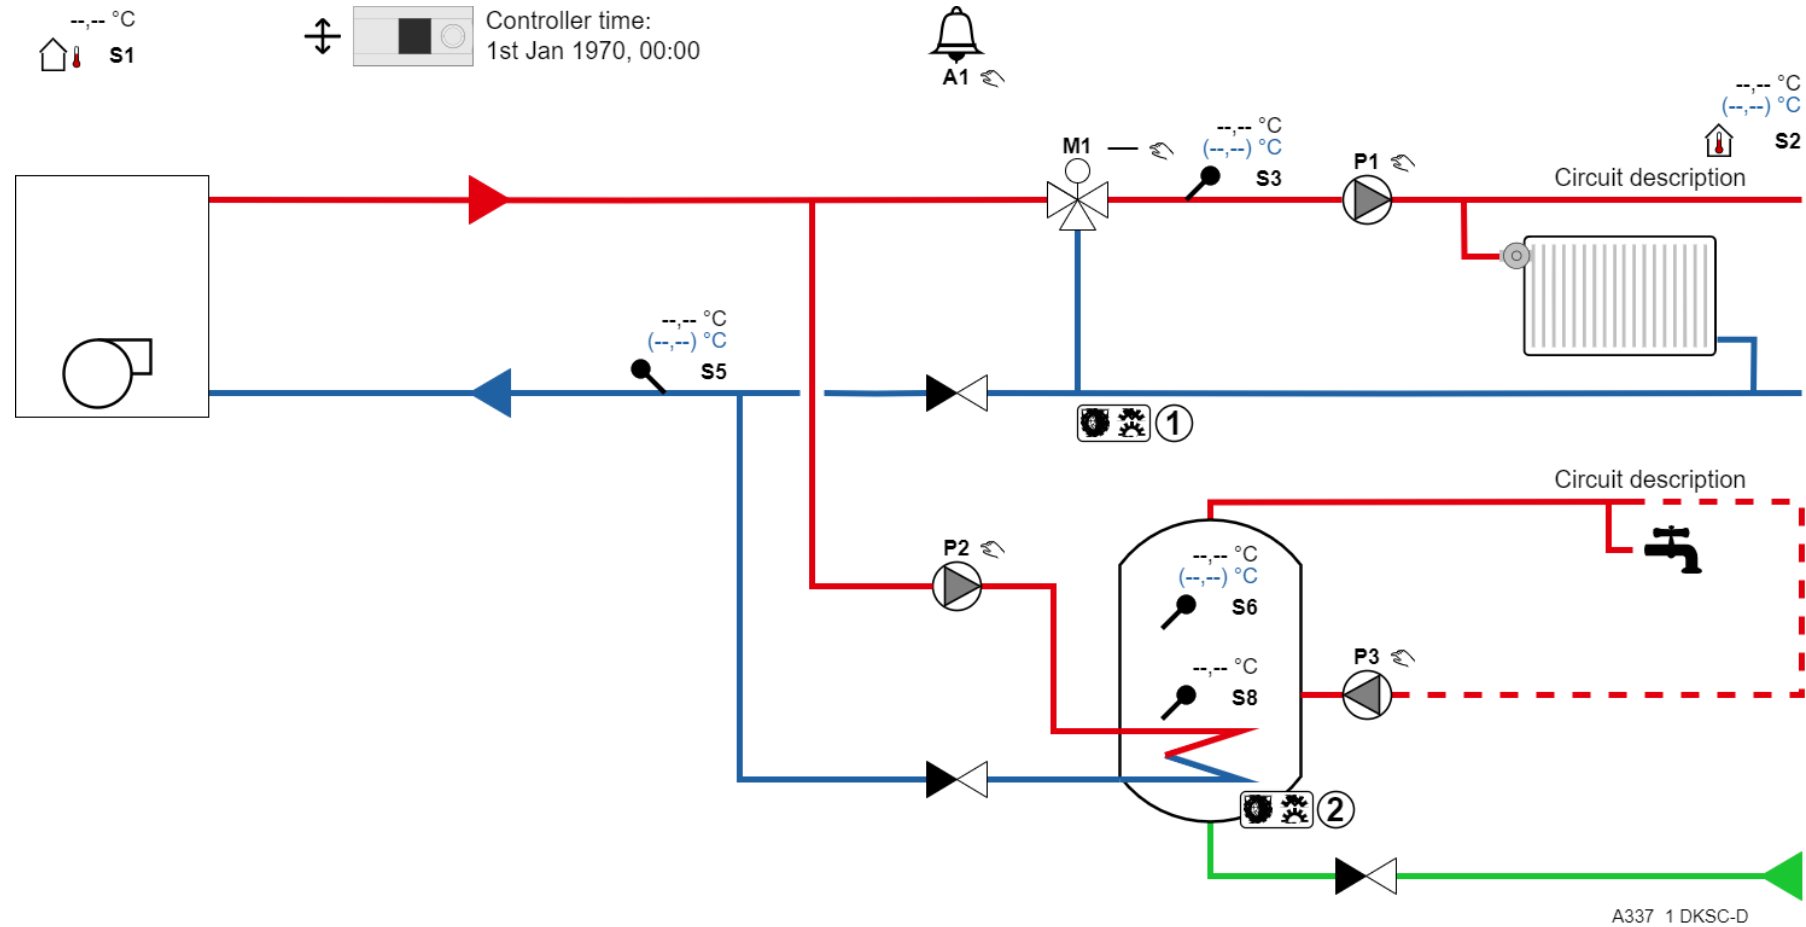 --,-- °C
S1
Controller time:
1st Jan 1970, 00:00
A1
--,-- °C
(--,--) °C
S2
M1
--,-- °C
(--,--) °C
S3
P1
Circuit description
--,-- °C
(--,--) °C
S5
1
Circuit description
P2
--,-- °C
(--,--) °C
S6
--,-- °C
S8
P3
2
A337 1 DKSC-D